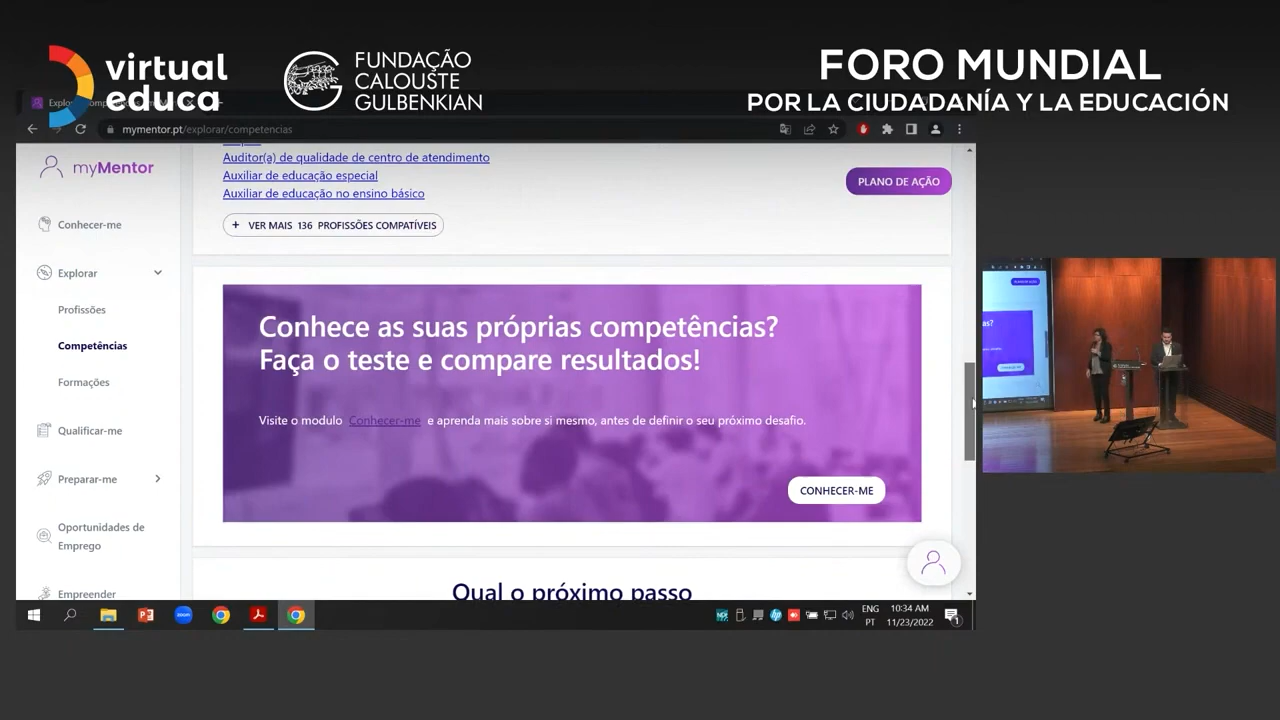 virtual
educa
FUNDAÇÃO
CALOUSTE
GULBENKIAN
FORO MUNDIAL
POR LA CIUDADANÍA Y LA EDUCACIÓN
mymentor.pt/explorar/competencias
myMentor
Conhecer-me
Explorar
Profissões
Competências
Formações
Qualificar-me
Preparar-me
Oportunidades de
Emprego
Empreender
Auditor(a) de qualidade de centro de atendimento
Auxiliar de educação especial
Auxiliar de educação no ensino básico
PLANO DE AÇÃO
+ VER MAIS 136 PROFISSÕES COMPATÍVEIS
Conhece as suas próprias competências?
Faça o teste e compare resultados!
Visite o modulo Conhecer-me e aprenda mais sobre si mesmo, antes de definir o seu próximo desafio.
CONHECER-ME
Qual o próximo passo
zoom
ENG
PT
10:34 AM
11/23/2022
1